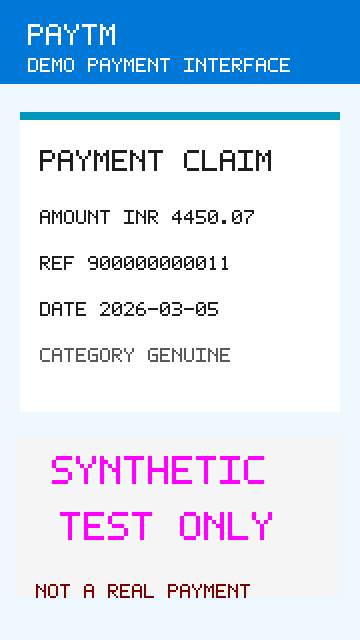 PAYTM
DEMO PAYMENT INTERFACE
PAYMENT CLAIM
AMOUNT INR 4450.07
REF 900000000011
DATE 2026-03-05
CATEGORY GENUINE
SYNTHETIC
TEST ONLY
NOT A REAL PAYMENT